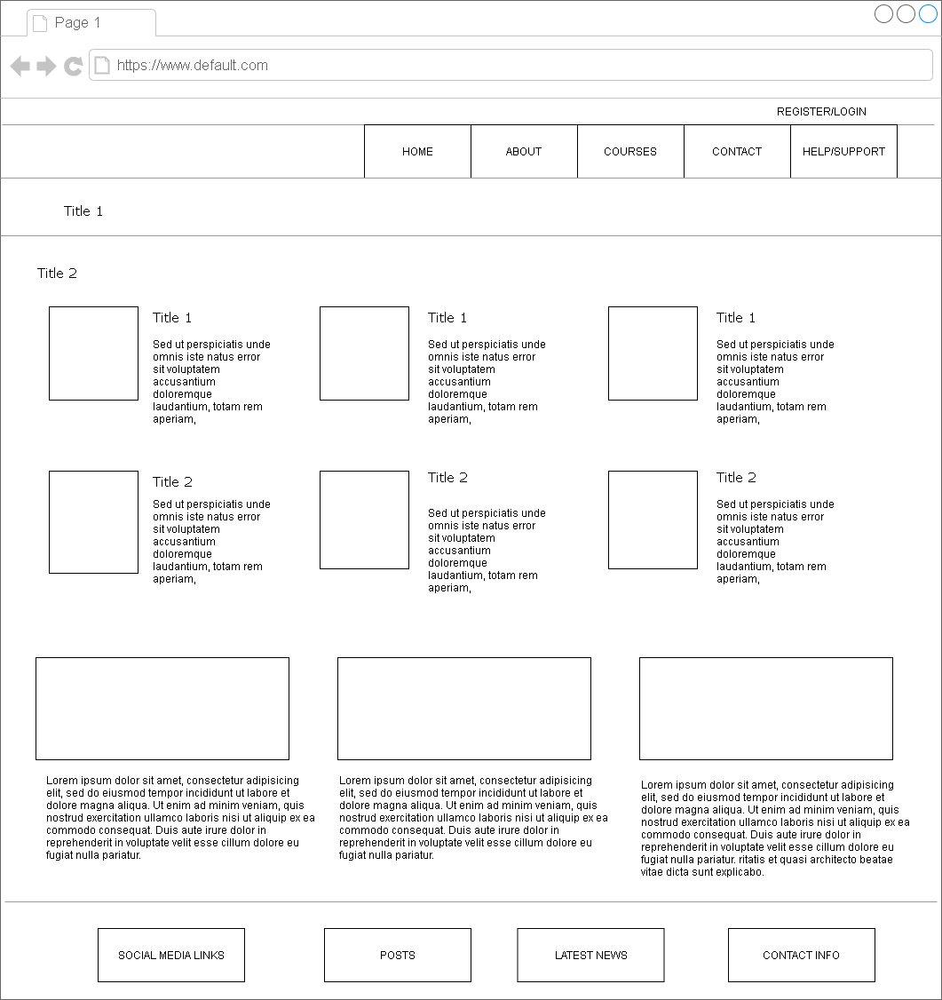 Page 1
https://www.default.com
REGISTER/LOGIN
HOME
ABOUT
COURSES
CONTACT
HELP/SUPPORT
Title 1
Title 2
Title 1
Sed ut perspiciatis unde
omnis iste natus error
sit voluptatem
accusantium
doloremque
laudantium, totam rem
aperiam,
Title 1
Sed ut perspiciatis unde
omnis iste natus error
sit voluptatem
accusantium
doloremque
laudantium, totam rem
aperiam,
Title 1
Sed ut perspiciatis unde
omnis iste natus error
sit voluptatem
accusantium
doloremque
laudantium, totam rem
aperiam,
Title 2
Sed ut perspiciatis unde
omnis iste natus error
sit voluptatem
accusantium
doloremque
laudantium, totam rem
aperiam,
Title 2
Sed ut perspiciatis unde
omnis iste natus error
sit voluptatem
accusantium
doloremque
laudantium, totam rem
aperiam,
Title 2
Sed ut perspiciatis unde
omnis iste natus error
sit voluptatem
accusantium
doloremque
laudantium, totam rem
aperiam,
Lorem ipsum dolor sit amet, consectetur adipisicing
elit, sed do eiusmod tempor incididunt ut labore et
dolore magna aliqua. Ut enim ad minim veniam, quis
nostrud exercitation ullamco laboris nisi ut aliquip ex ea
commodo consequat. Duis aute irure dolor in
reprehenderit in voluptate velit esse cillum dolore eu
fugiat nulla pariatur.
Lorem ipsum dolor sit amet, consectetur adipisicing
elit, sed do eiusmod tempor incididunt ut labore et
dolore magna aliqua. Ut enim ad minim veniam, quis
nostrud exercitation ullamco laboris nisi ut aliquip ex ea
commodo consequat. Duis aute irure dolor in
reprehenderit in voluptate velit esse cillum dolore eu
fugiat nulla pariatur.
Lorem ipsum dolor sit amet, consectetur adipisicing
elit, sed do eiusmod tempor incididunt ut labore et
dolore magna aliqua. Ut enim ad minim veniam, quis
nostrud exercitation ullamco laboris nisi ut aliquip ex ea
commodo consequat. Duis aute irure dolor in
reprehenderit in voluptate velit esse cillum dolore eu
fugiat nulla pariatur. ritatis et quasi architecto beatae
vitae dicta sunt explicabo.
SOCIAL MEDIA LINKS
POSTS
LATEST NEWS
CONTACT INFO